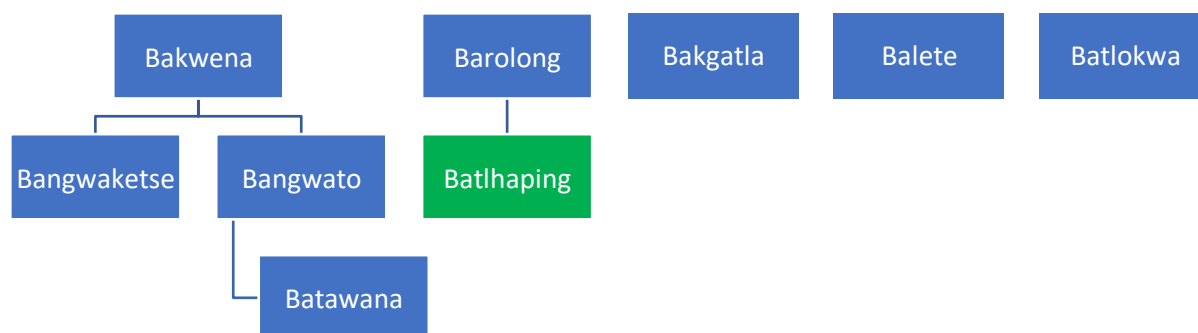 Bakwena
Barolong
Bakgatla
Balete
Batlokwa
Bangwaketse
Bangwato
Batlhaping
Batawana